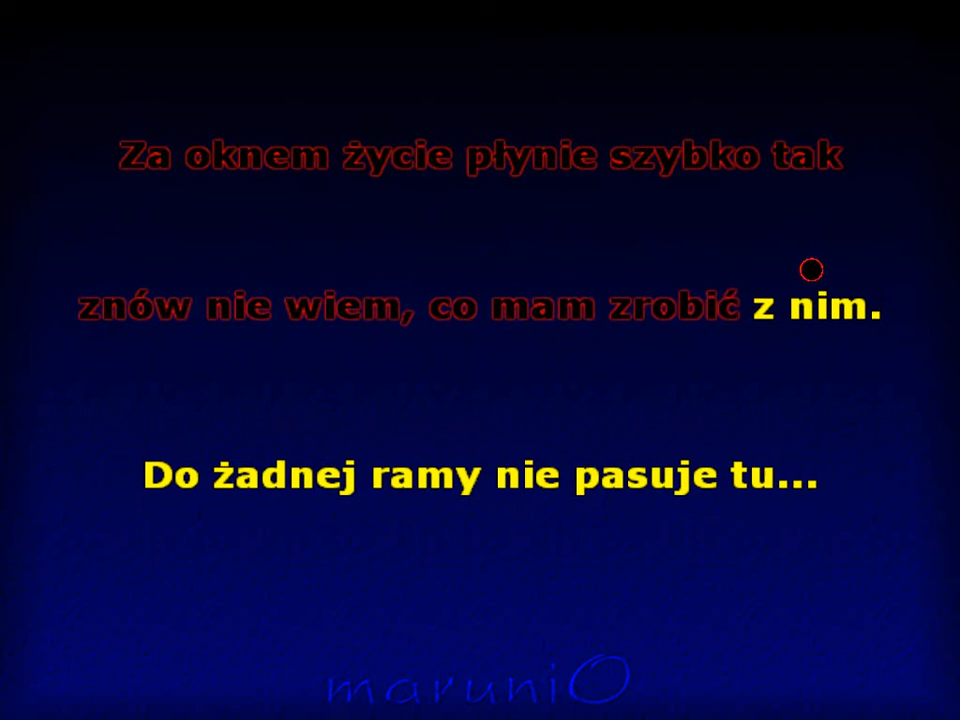 Za oknem życie płynie szybko tak
znów nie wiem, co mam zrobić z nim.
Do żadnej ramy nie pasuje tu...
maruniO